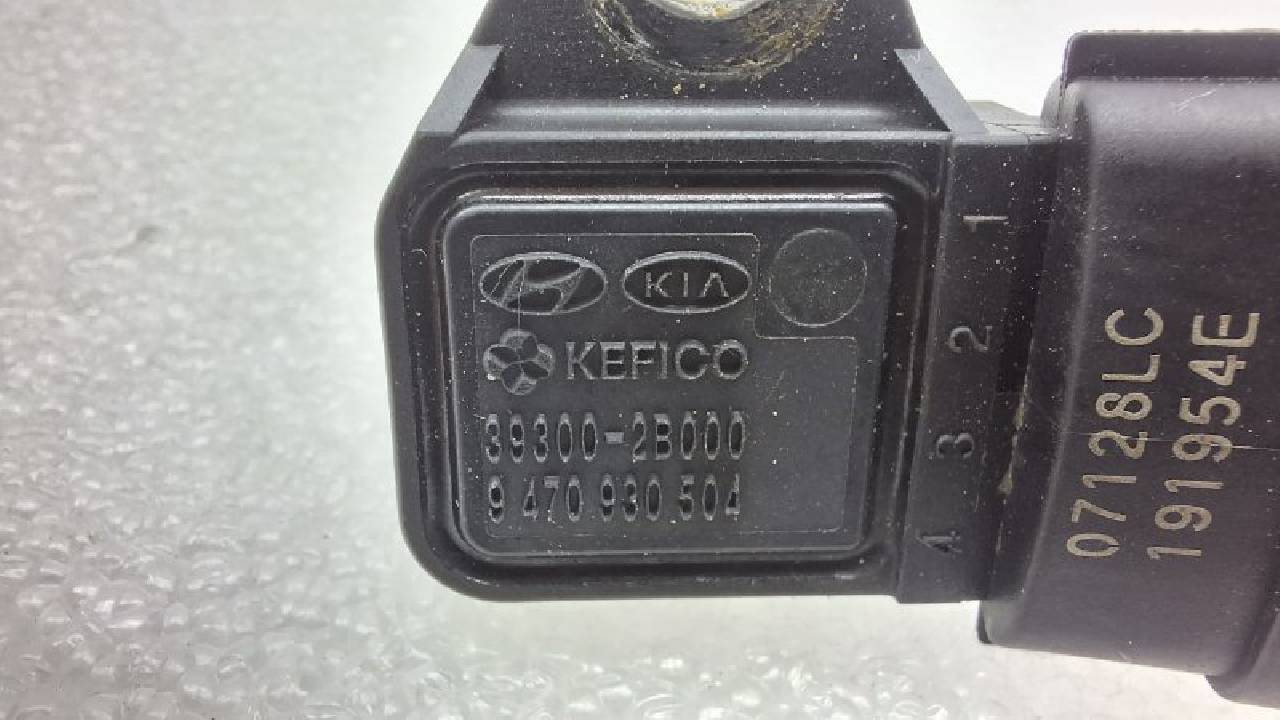 KIA
KEFICO
39300-2B000
9 470 930 504
1
2
3
4
07128LC
191954E